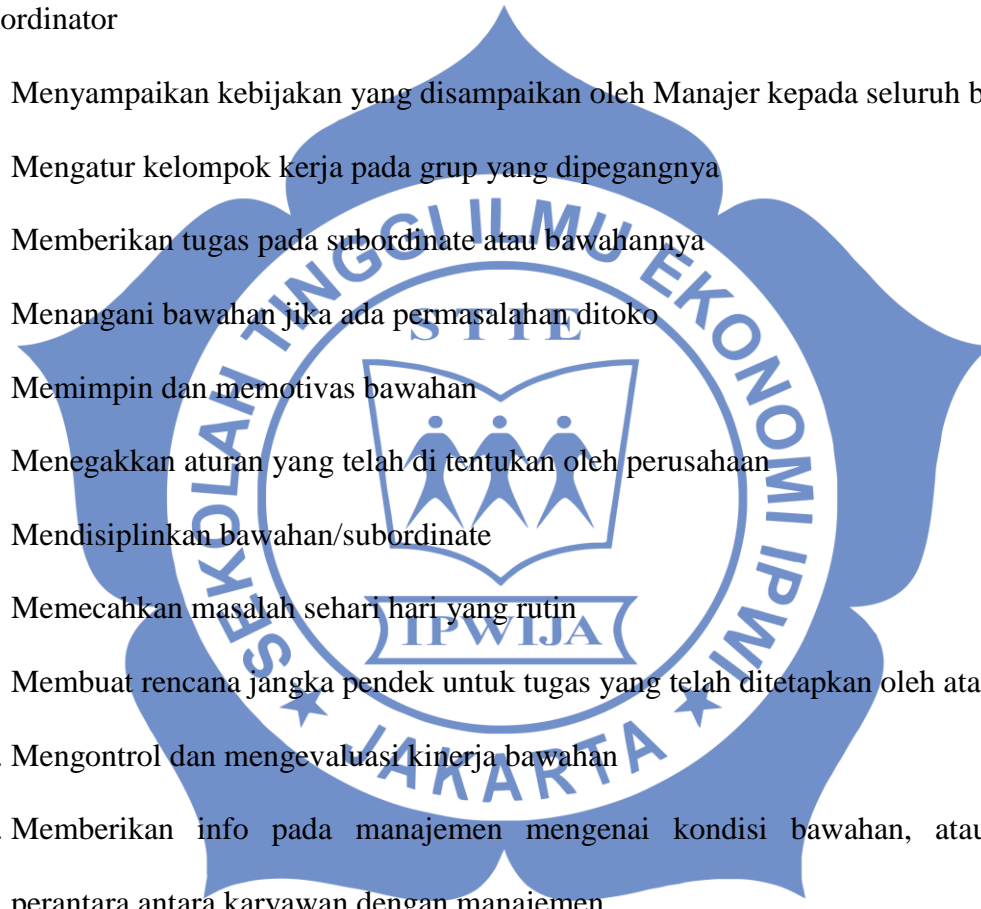 ordinator
Menyampaikan kebijakan yang disampaikan oleh Manajer kepada seluruh b
Mengatur kelompok kerja pada grup yang dipegangnya
Memberikan tugas pada subordinate atau bawahannya
Menangani bawahan jika ada permasalahan ditoko
Memimpin dan memotivas bawahan
Menegakkan aturan yang telah di tentukan oleh perusahaan
Mendisiplinkan bawahan/subordinate
Memecahkan masalah sehari hari yang rutin
Membuat rencana jangka pendek untuk tugas yang telah ditetapkan oleh ata
. Mengontrol dan mengevaluasi kinerja bawahan
. Memberikan info pada manajemen mengenai kondisi bawahan, atau
perantara antara karyawan dengan manajemen
SEKOLAH TINGGI ILMU EKONOMI IPWI
STIE
IPWIJA
★ JAKARTA ★